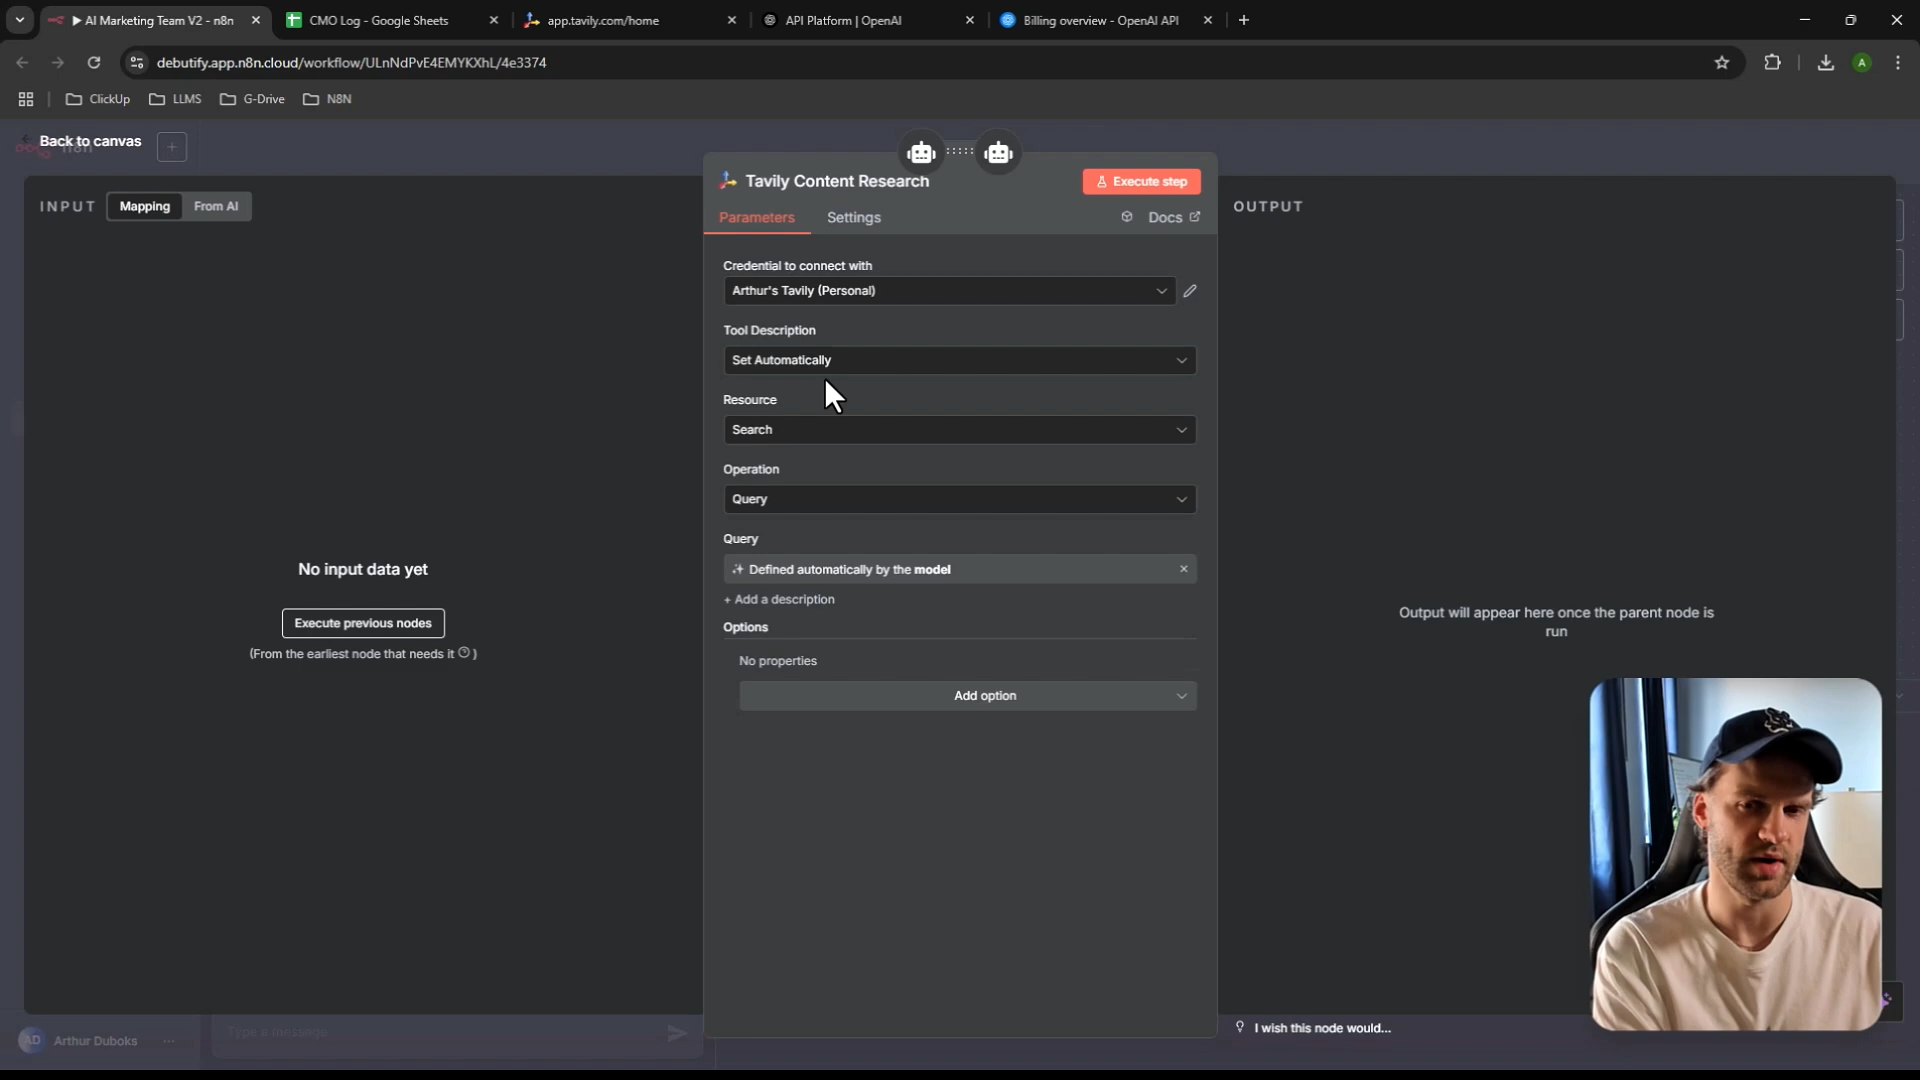 AI Marketing Team V2 - n8n
CMO Log - Google Sheets
app.tavily.com/home
API Platform | OpenAI
Billing overview - OpenAI API
debutify.app.n8n.cloud/workflow/ULnNdPvE4EMYKXhL/4e3374
A
ClickUp
LLMS
G-Drive
N8N
Back to canvas
n8n
INPUT
Mapping
From AI
Tavily Content Research
Execute step
OUTPUT
Parameters
Settings
Docs
Credential to connect with
Arthur's Tavily (Personal)
Tool Description
Set Automatically
Resource
Search
Operation
Query
Query
Defined automatically by the model
+ Add a description
Options
No properties
Add option
No input data yet
Execute previous nodes
(From the earliest node that needs it ?)
Output will appear here once the parent node is
run
I wish this node would...
AD
Arthur Duboks
Type a message